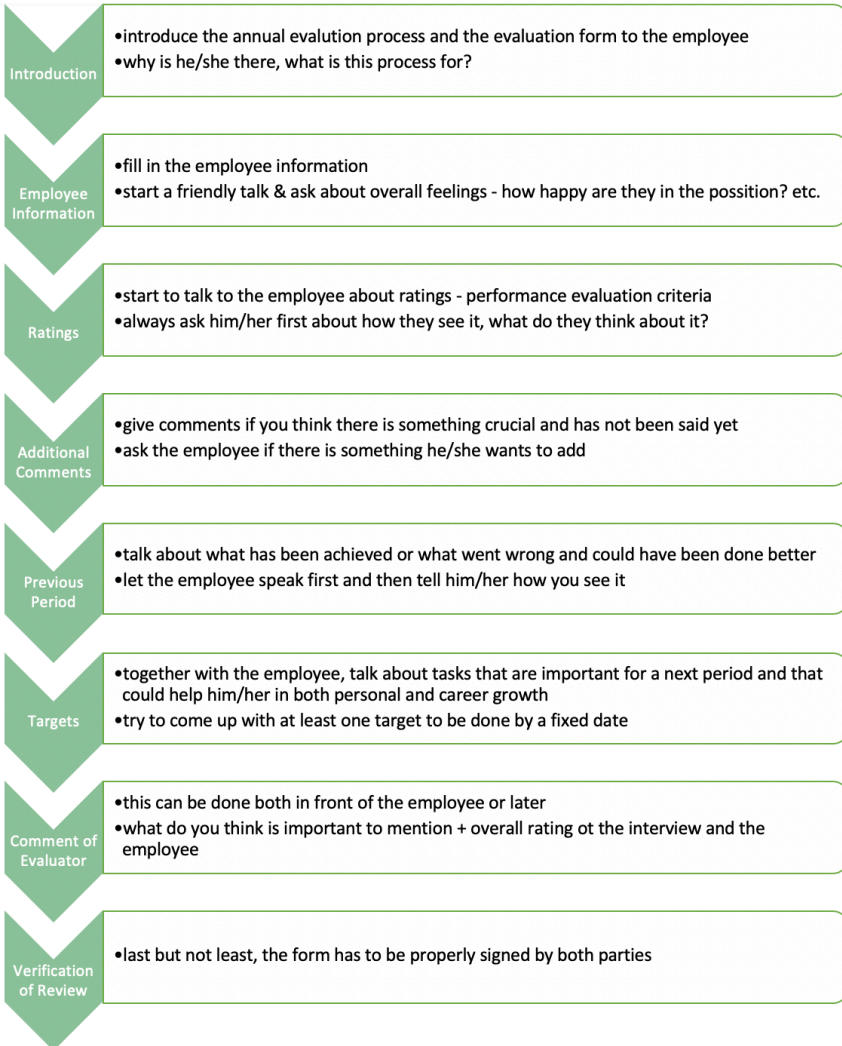 Introduction
•introduce the annual evalution process and the evaluation form to the employee
•why is he/she there, what is this process for?
Employee
Information
•fill in the employee information
•start a friendly talk & ask about overall feelings - how happy are they in the possition? etc.
Ratings
•start to talk to the employee about ratings - performance evaluation criteria
•always ask him/her first about how they see it, what do they think about it?
Additional
Comments
•give comments if you think there is something crucial and has not been said yet
•ask the employee if there is something he/she wants to add
Previous
Period
•talk about what has been achieved or what went wrong and could have been done better
•let the employee speak first and then tell him/her how you see it
Targets
•together with the employee, talk about tasks that are important for a next period and that
could help him/her in both personal and career growth
•try to come up with at least one target to be done by a fixed date
Comment of
Evaluator
•this can be done both in front of the employee or later
•what do you think is important to mention + overall rating ot the interview and the
employee
Verification
of Review
•last but not least, the form has to be properly signed by both parties